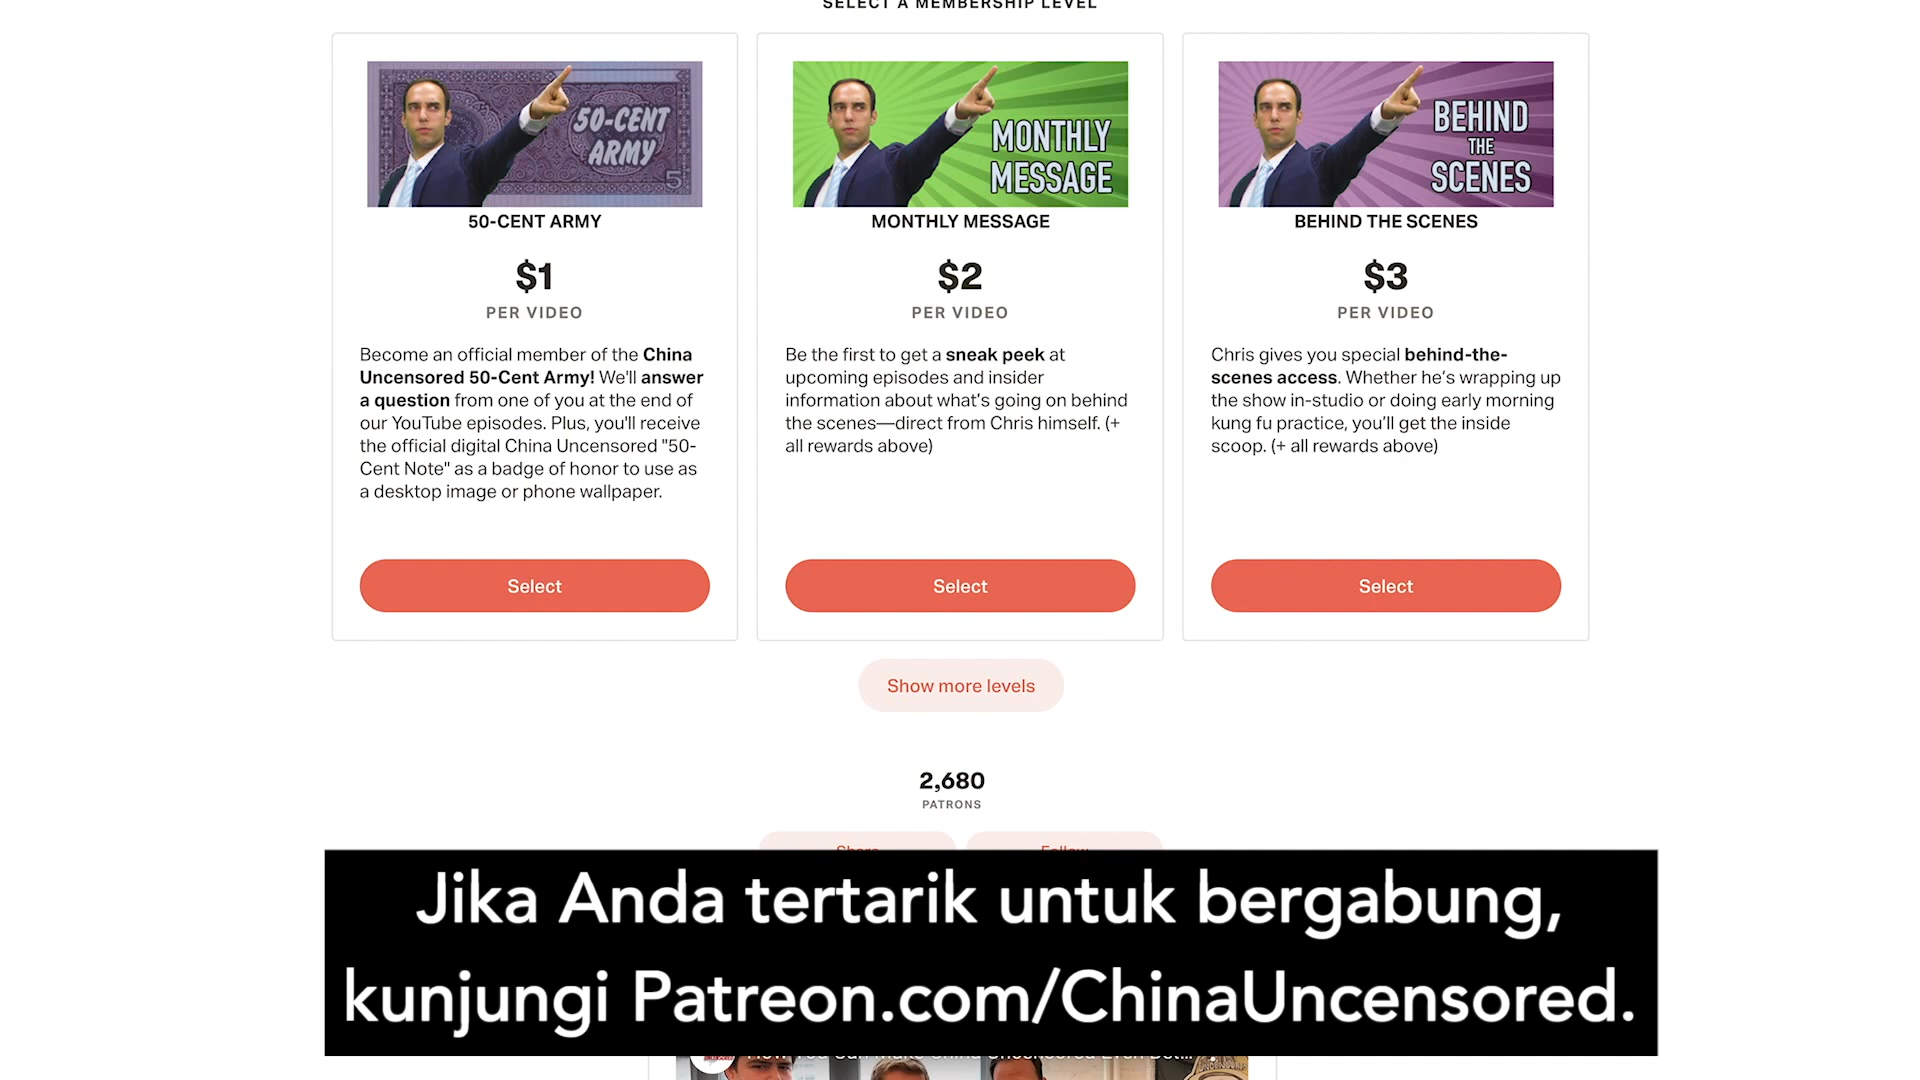 SELECT A MEMBERSHIP LEVEL
50-CENT
ARMY
5
50-CENT ARMY
$1
PER VIDEO
Become an official member of the China
Uncensored 50-Cent Army! We'll answer
a question from one of you at the end of
our YouTube episodes. Plus, you'll receive
the official digital China Uncensored "50-
Cent Note" as a badge of honor to use as
a desktop image or phone wallpaper.
Select
MONTHLY
MESSAGE
MONTHLY MESSAGE
$2
PER VIDEO
Be the first to get a sneak peek at
upcoming episodes and insider
information about what's going on behind
the scenes—direct from Chris himself. (+
all rewards above)
Select
BEHIND
THE
SCENES
BEHIND THE SCENES
$3
PER VIDEO
Chris gives you special behind-the-
scenes access. Whether he's wrapping up
the show in-studio or doing early morning
kung fu practice, you'll get the inside
scoop. (+ all rewards above)
Select
Show more levels
2,680
PATRONS
Share
Follow
Jika Anda tertarik untuk bergabung,
kunjungi Patreon.com/ChinaUncensored.